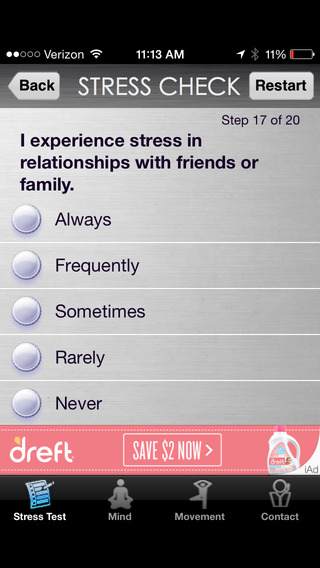 Verizon 11:13 AM 11%
Back STRESS CHECK Restart
Step 17 of 20
I experience stress in
relationships with friends or
family.
Always
Frequently
Sometimes
Rarely
Never
dreft SAVE $2 NOW > dreft
iAd
Stress Test Mind Movement Contact